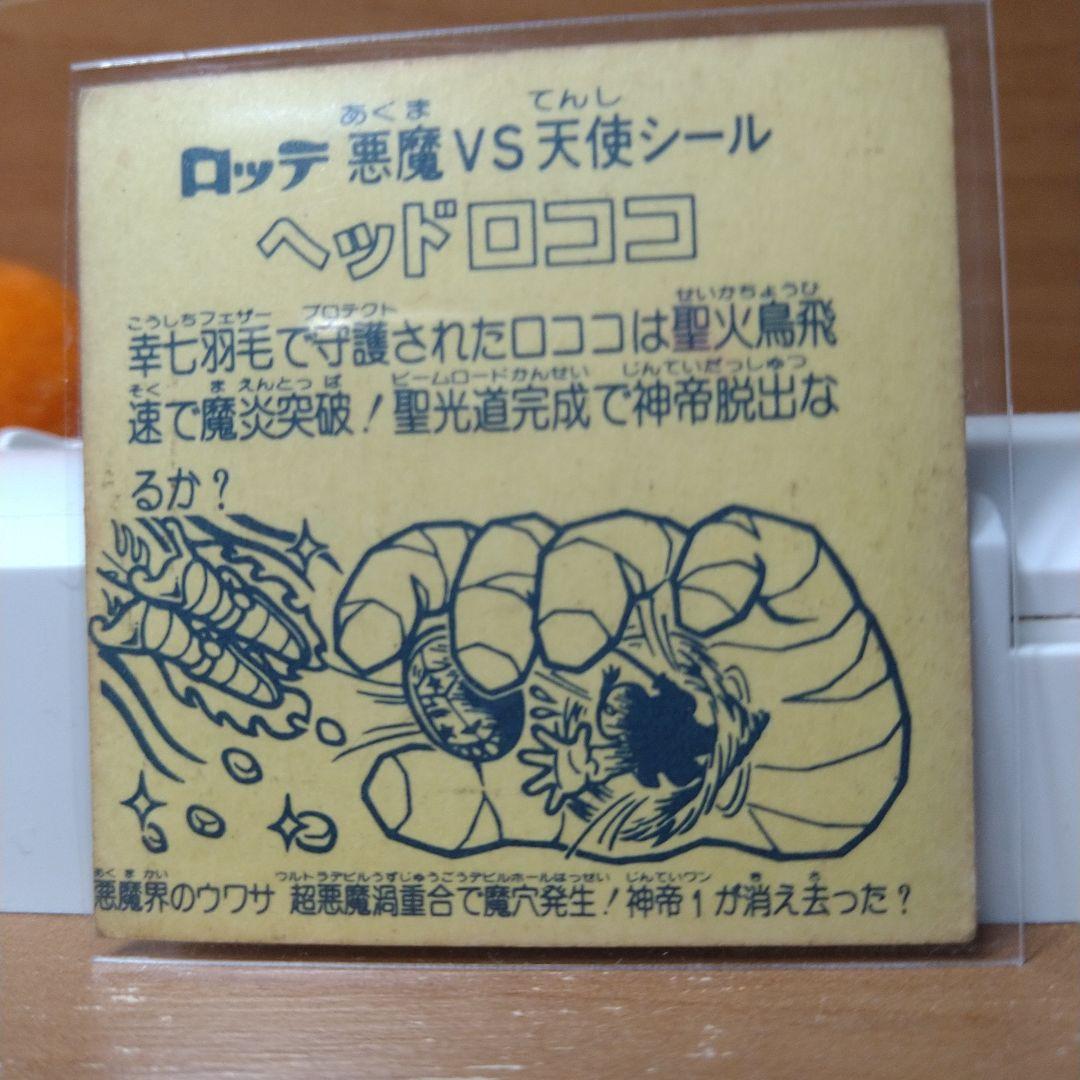 あくま てんし
ロッテ 悪魔VS天使シール
ヘッドロココ
こうしちフェザー プロテクト せいかちょうひ
幸七羽毛で守護されたロココは聖火鳥飛
そく ま えんとっ ぱ ビームロードかんせい じんていだっしゅつ
速で魔炎突破！聖光道完成で神帝脱出な
るか？
あく ま かい ウルトラデビルうずじゅうごうデビルホールはっせい じんていワン き さ
悪魔界のウワサ 超悪魔渦重合で魔穴発生！神帝1が消え去った？